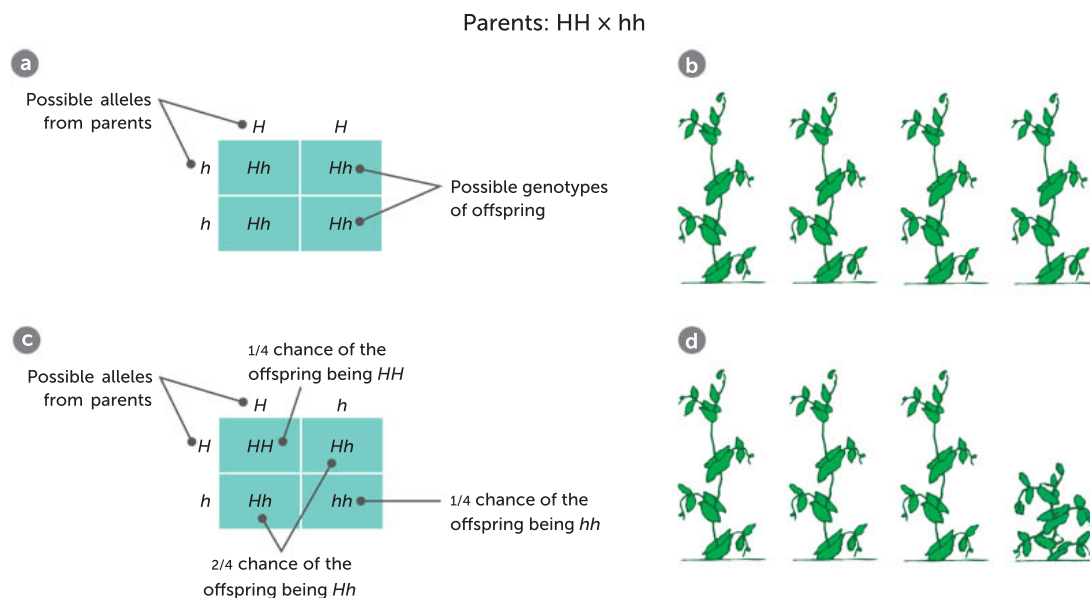 Parents: HH × hh
a
Possible alleles
from parents
H H
h Hh Hh
h Hh Hh
Possible genotypes
of offspring
b
c
1/4 chance of the
offspring being HH
Possible alleles
from parents
H h
H HH Hh
h Hh hh
1/4 chance of the
offspring being hh
2/4 chance of the
offspring being Hh
d